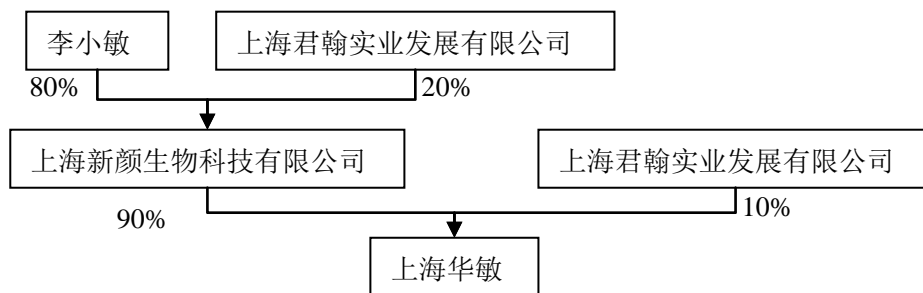 李小敏
上海君翰实业发展有限公司
80%
20%
上海新颜生物科技有限公司
上海君翰实业发展有限公司
90%
10%
上海华敏